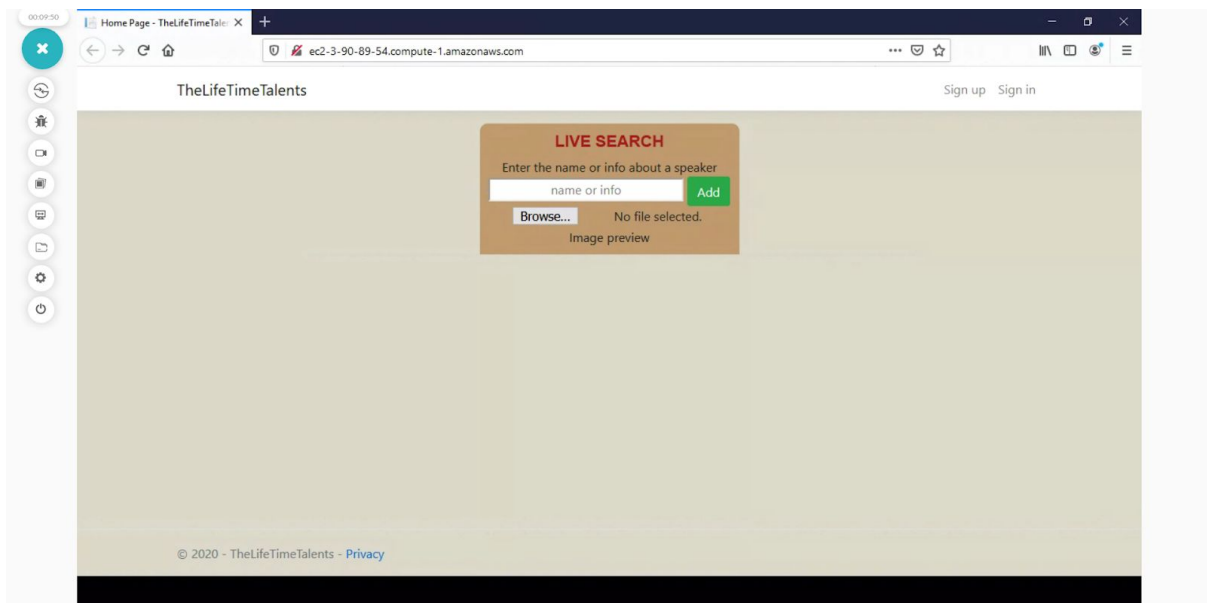 00:09:50
Home Page - TheLifeTimeTale
ec2-3-90-89-54.compute-1.amazonaws.com
TheLifeTimeTalents
Sign up Sign in
LIVE SEARCH
Enter the name or info about a speaker
name or info Add
Browse... No file selected.
Image preview
© 2020 - TheLifeTimeTalents - Privacy